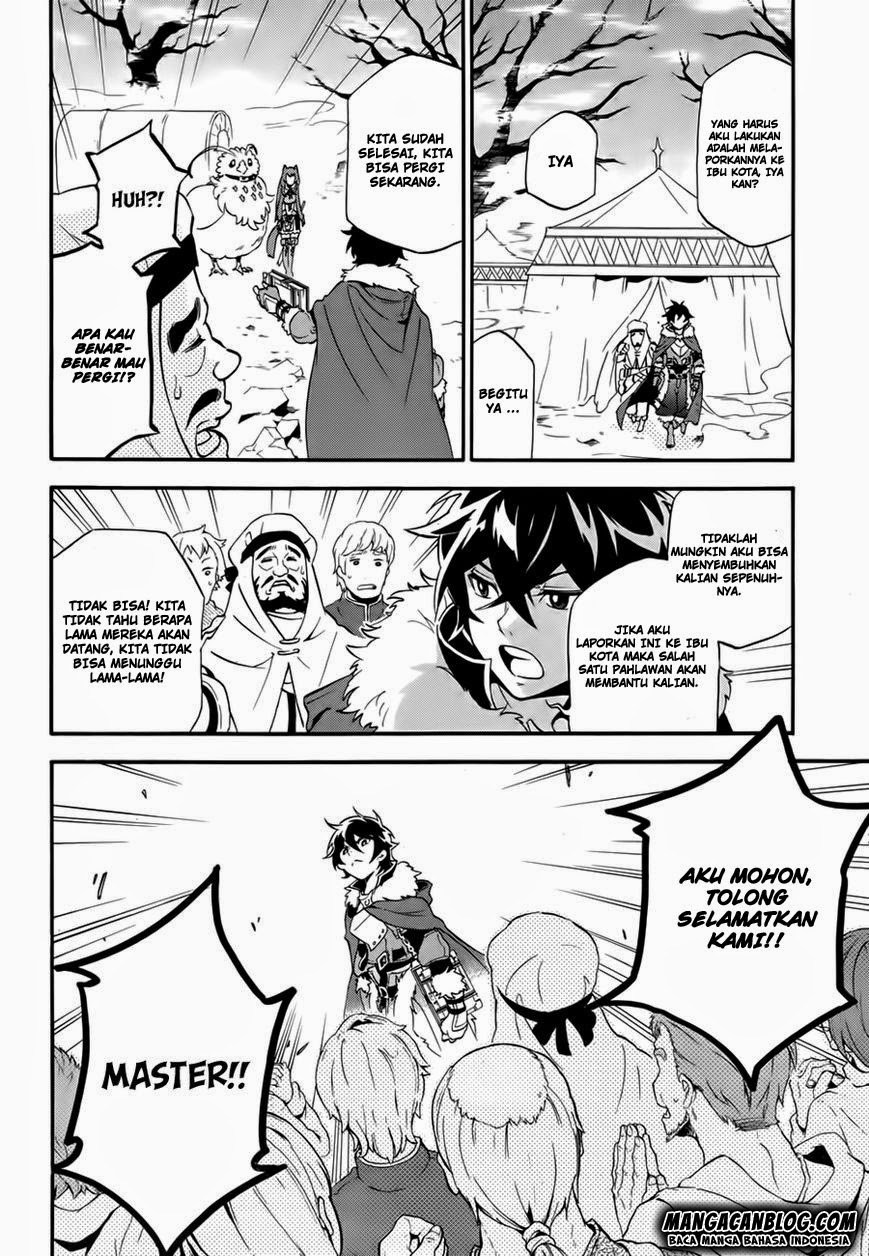 YANG HARUS
AKU LAKUKAN
ADALAH MELA-
PORKANNYA KE
IBU KOTA, IYA
KAN?
IYA
BEGITU
YA ...
KITA SUDAH
SELESAI, KITA
BISA PERGI
SEKARANG.
HUH?!
APA KAU
BENAR-
BENAR MAU
PERGI!?
TIDAKLAH
MUNGKIN AKU BISA
MENYEMBUHKAN
KALIAN SEPENUH-
NYA.
JIKA AKU
LAPORKAN INI KE IBU
KOTA MAKA SALAH
SATU PAHLAWAN AKAN
MEMBANTU KALIAN.
TIDAK BISA! KITA
TIDAK TAHU BERAPA
LAMA MEREKA AKAN
DATANG, KITA TIDAK
BISA MENUNGGU
LAMA-LAMA!
AKU MOHON,
TOLONG
SELAMATKAN
KAMI!!
MASTER!!
MANGACANBLOG.COM
BACA MANGA BAHASA INDONESIA